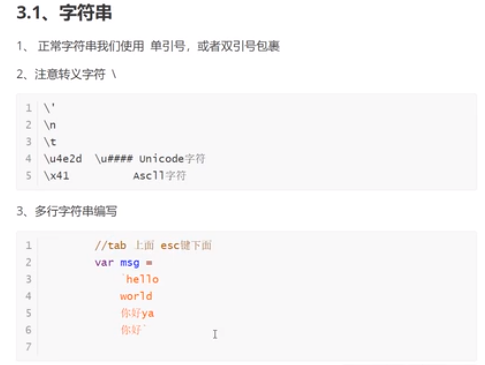 3.1、字符串
1、 正常字符串我们使用 单引号，或者双引号包裹
2、注意转义字符 \
1 \'
2 \n
3 \t
4 \u4e2d \u#### Unicode字符
5 \x41 Ascll字符
3、多行字符串编写
1 //tab 上面 esc键下面
2 var msg =
3 `hello
4 world
5 你好ya
6 你好`
7